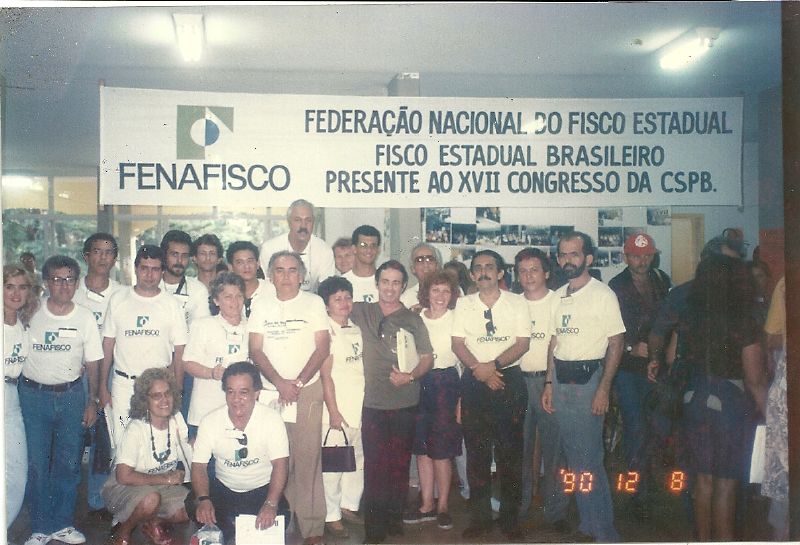 FEDERAÇÃO NACIONAL DO FISCO ESTADUAL
FISCO ESTADUAL BRASILEIRO
PRESENTE AO XVII CONGRESSO DA CSPB.
FENAFISCO
FENAFISCO
FENAFISCO
FENAFISCO
FENAFISCO
FENAFISCO
FENAFISCO
'90 12 8